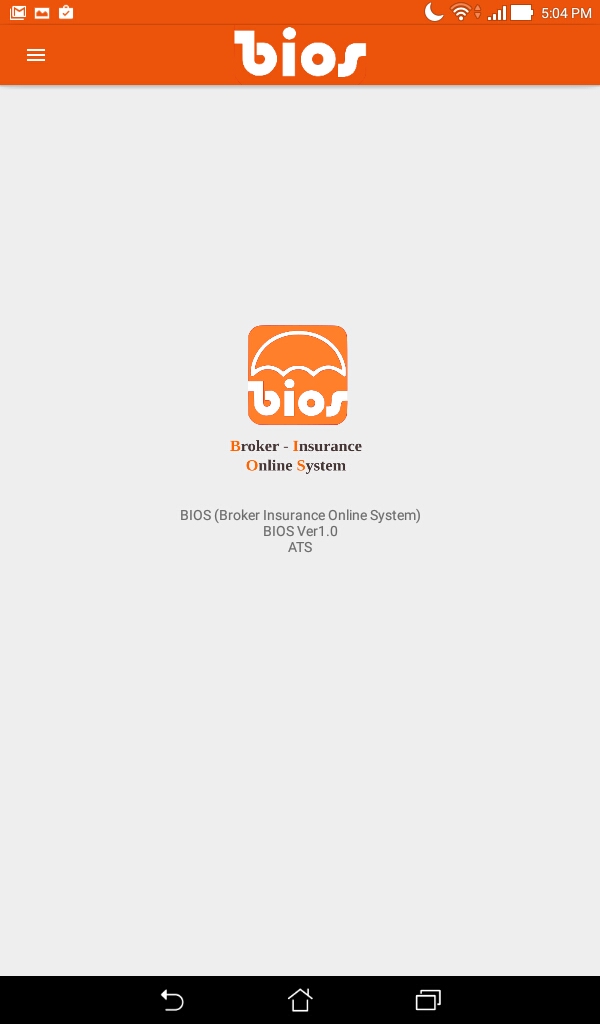 5:04 PM
bios
bios
Broker - Insurance
Online System
BIOS (Broker Insurance Online System)
BIOS Ver1.0
ATS